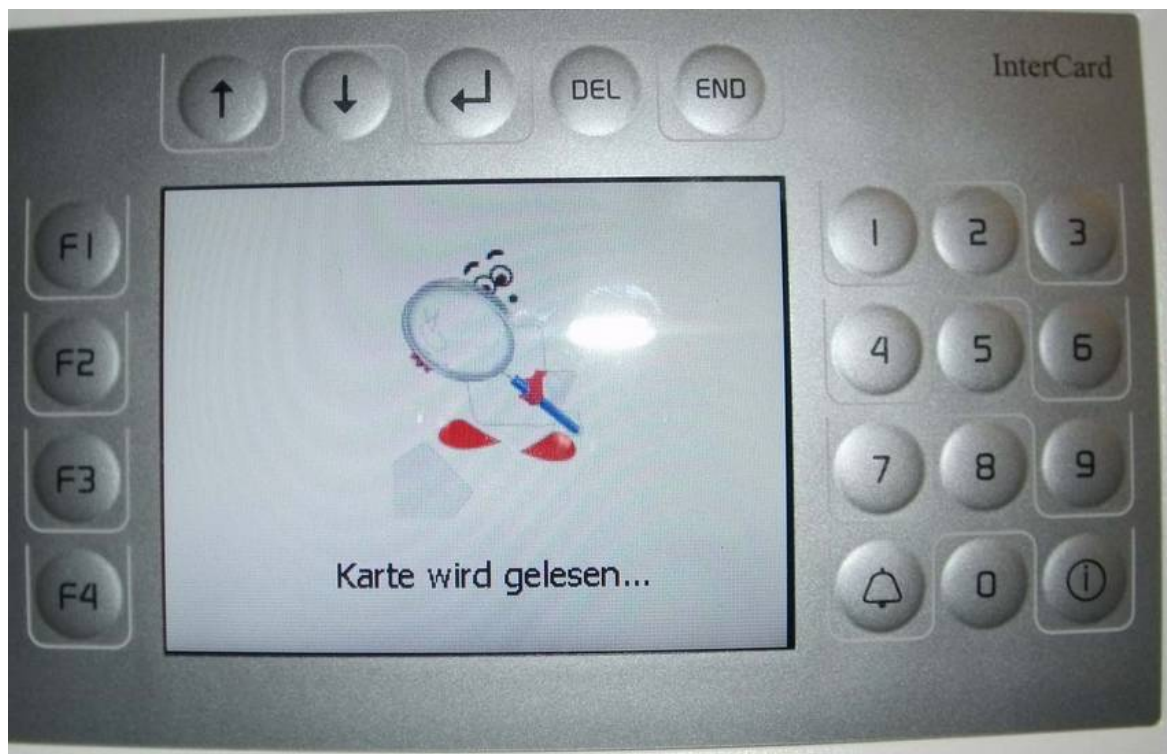 InterCard
↑ ↓ ↵ DEL END
F1
F2
F3
F4
Karte wird gelesen...
1 2 3
4 5 6
7 8 9
0 i